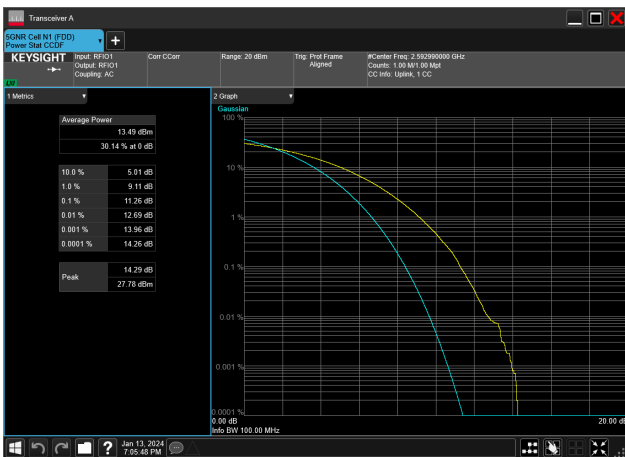 Transceiver A
5GNR Cell N1 (FDD)
Power Stat CCDF
KEYSIGHT
Input: RFIO1
Output: RFIO1
Coupling: AC
Corr CCorr
Range: 20 dBm
Trig: Prot Frame
Aligned
#Center Freq: 2.592990000 GHz
Counts: 1.00 M/1.00 Mpt
CC Info: Uplink, 1 CC
LV
1 Metrics
Average Power
13.49 dBm
30.14 % at 0 dB
10.0 % 5.01 dB
1.0 % 9.11 dB
0.1 % 11.26 dB
0.01 % 12.69 dB
0.001 % 13.96 dB
0.0001 % 14.26 dB
Peak
14.29 dB
27.78 dBm
2 Graph
Gaussian
100 %
10 %
1 %
0.1 %
0.01 %
0.001 %
0.0001 %
0.00 dB
20.00 dB
Info BW 100.00 MHz
?
Jan 13, 2024
7:05:48 PM